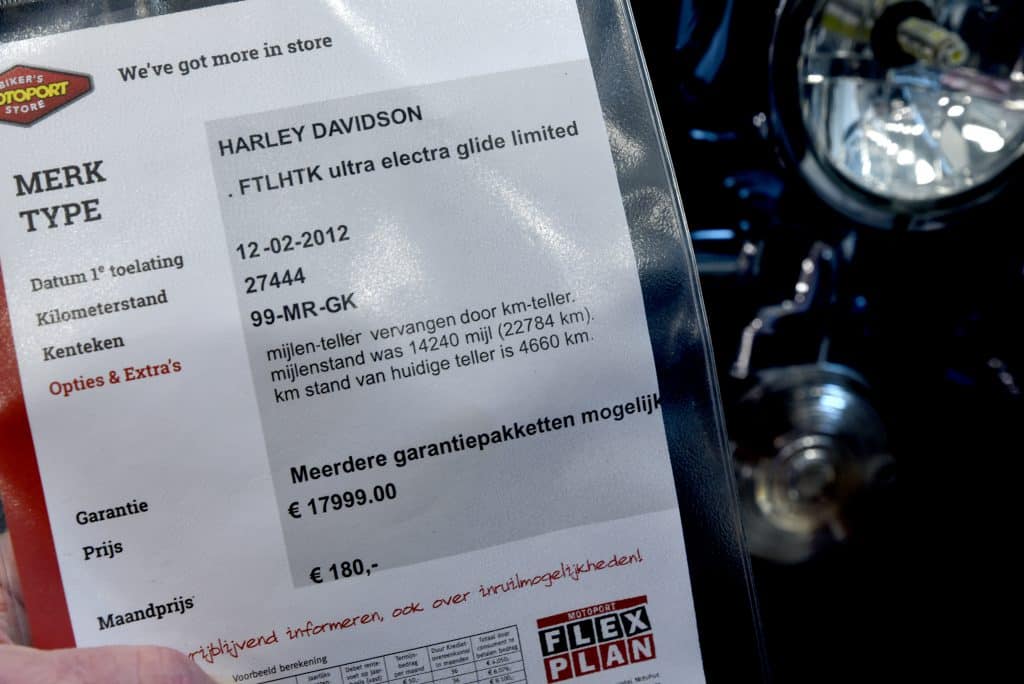 We've got more in store
BIKER'S
MOTOPORT
STORE
MERK
HARLEY DAVIDSON
TYPE
. FTLHTK ultra electra glide limited
Datum 1e toelating
12-02-2012
Kilometerstand
27444
Kenteken
99-MR-GK
Opties & Extra's
mijlen-teller vervangen door km-teller.
mijlenstand was 14240 mijl (22784 km).
km stand van huidige teller is 4660 km.
Garantie
Meerdere garantiepakketten mogelijk
Prijs
€ 17999.00
Maandprijs
€ 180,-
informeren, ook over inruilmogelijkheden!
Voorbeeld berekening
MOTOPORT
FLEX
PLAN